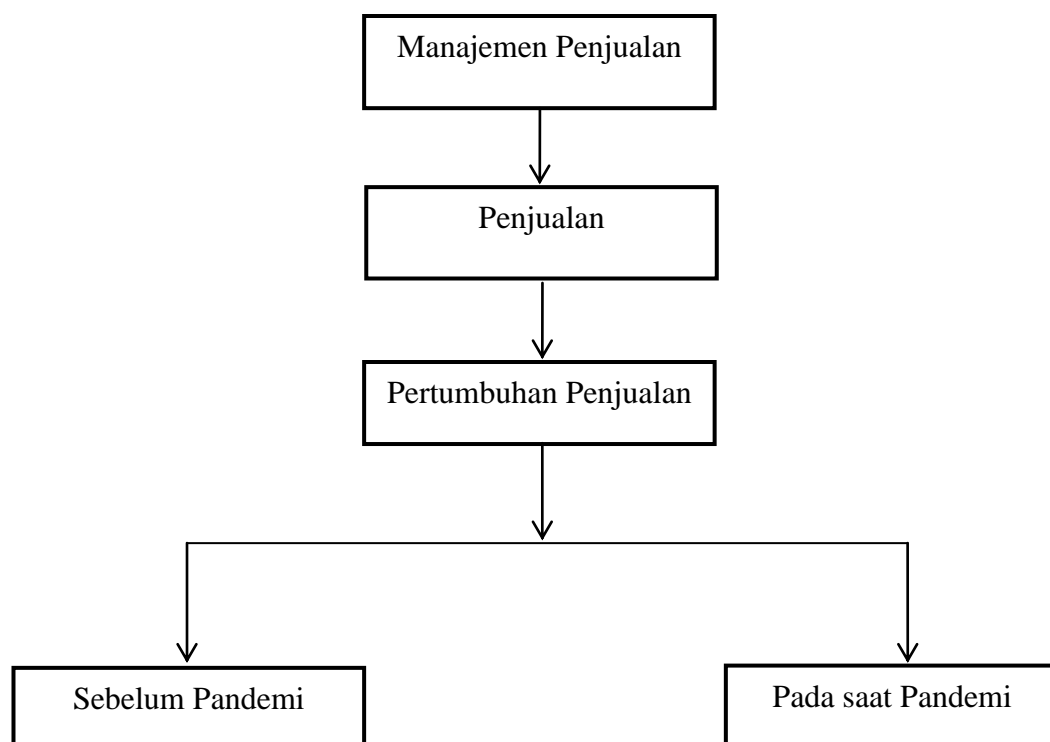 Manajemen Penjualan
Penjualan
Pertumbuhan Penjualan
Sebelum Pandemi
Pada saat Pandemi